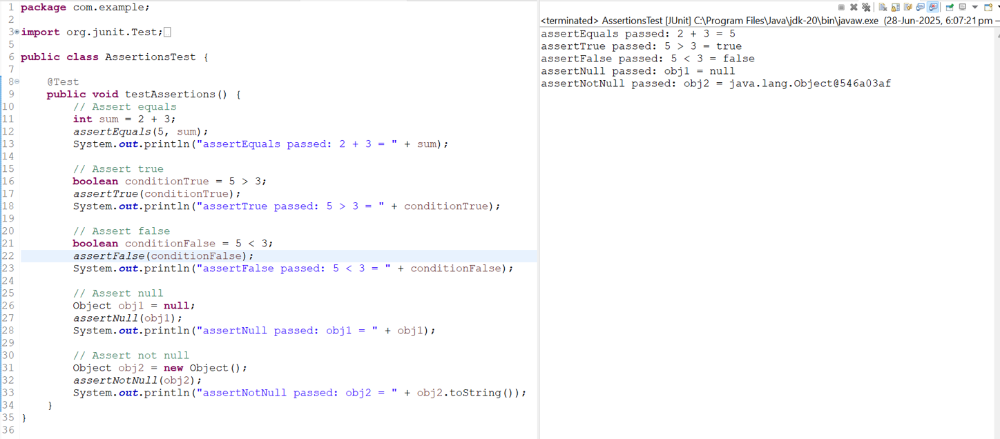 1 package com.example;
2
3 import org.junit.Test;
5
6 public class AssertionsTest {
7
8     @Test
9     public void testAssertions() {
10         // Assert equals
11         int sum = 2 + 3;
12         assertEquals(5, sum);
13         System.out.println("assertEquals passed: 2 + 3 = " + sum);
14
15         // Assert true
16         boolean conditionTrue = 5 > 3;
17         assertTrue(conditionTrue);
18         System.out.println("assertTrue passed: 5 > 3 = " + conditionTrue);
19
20         // Assert false
21         boolean conditionFalse = 5 < 3;
22         assertFalse(conditionFalse);
23         System.out.println("assertFalse passed: 5 < 3 = " + conditionFalse);
24
25         // Assert null
26         Object obj1 = null;
27         assertNull(obj1);
28         System.out.println("assertNull passed: obj1 = " + obj1);
29
30         // Assert not null
31         Object obj2 = new Object();
32         assertNotNull(obj2);
33         System.out.println("assertNotNull passed: obj2 = " + obj2.toString());
34     }
35 }
36
<terminated> AssertionsTest [JUnit] C:\Program Files\Java\jdk-20\bin\javaw.exe (28-Jun-2025, 6:07:21 pm –
assertEquals passed: 2 + 3 = 5
assertTrue passed: 5 > 3 = true
assertFalse passed: 5 < 3 = false
assertNull passed: obj1 = null
assertNotNull passed: obj2 = java.lang.Object@546a03af